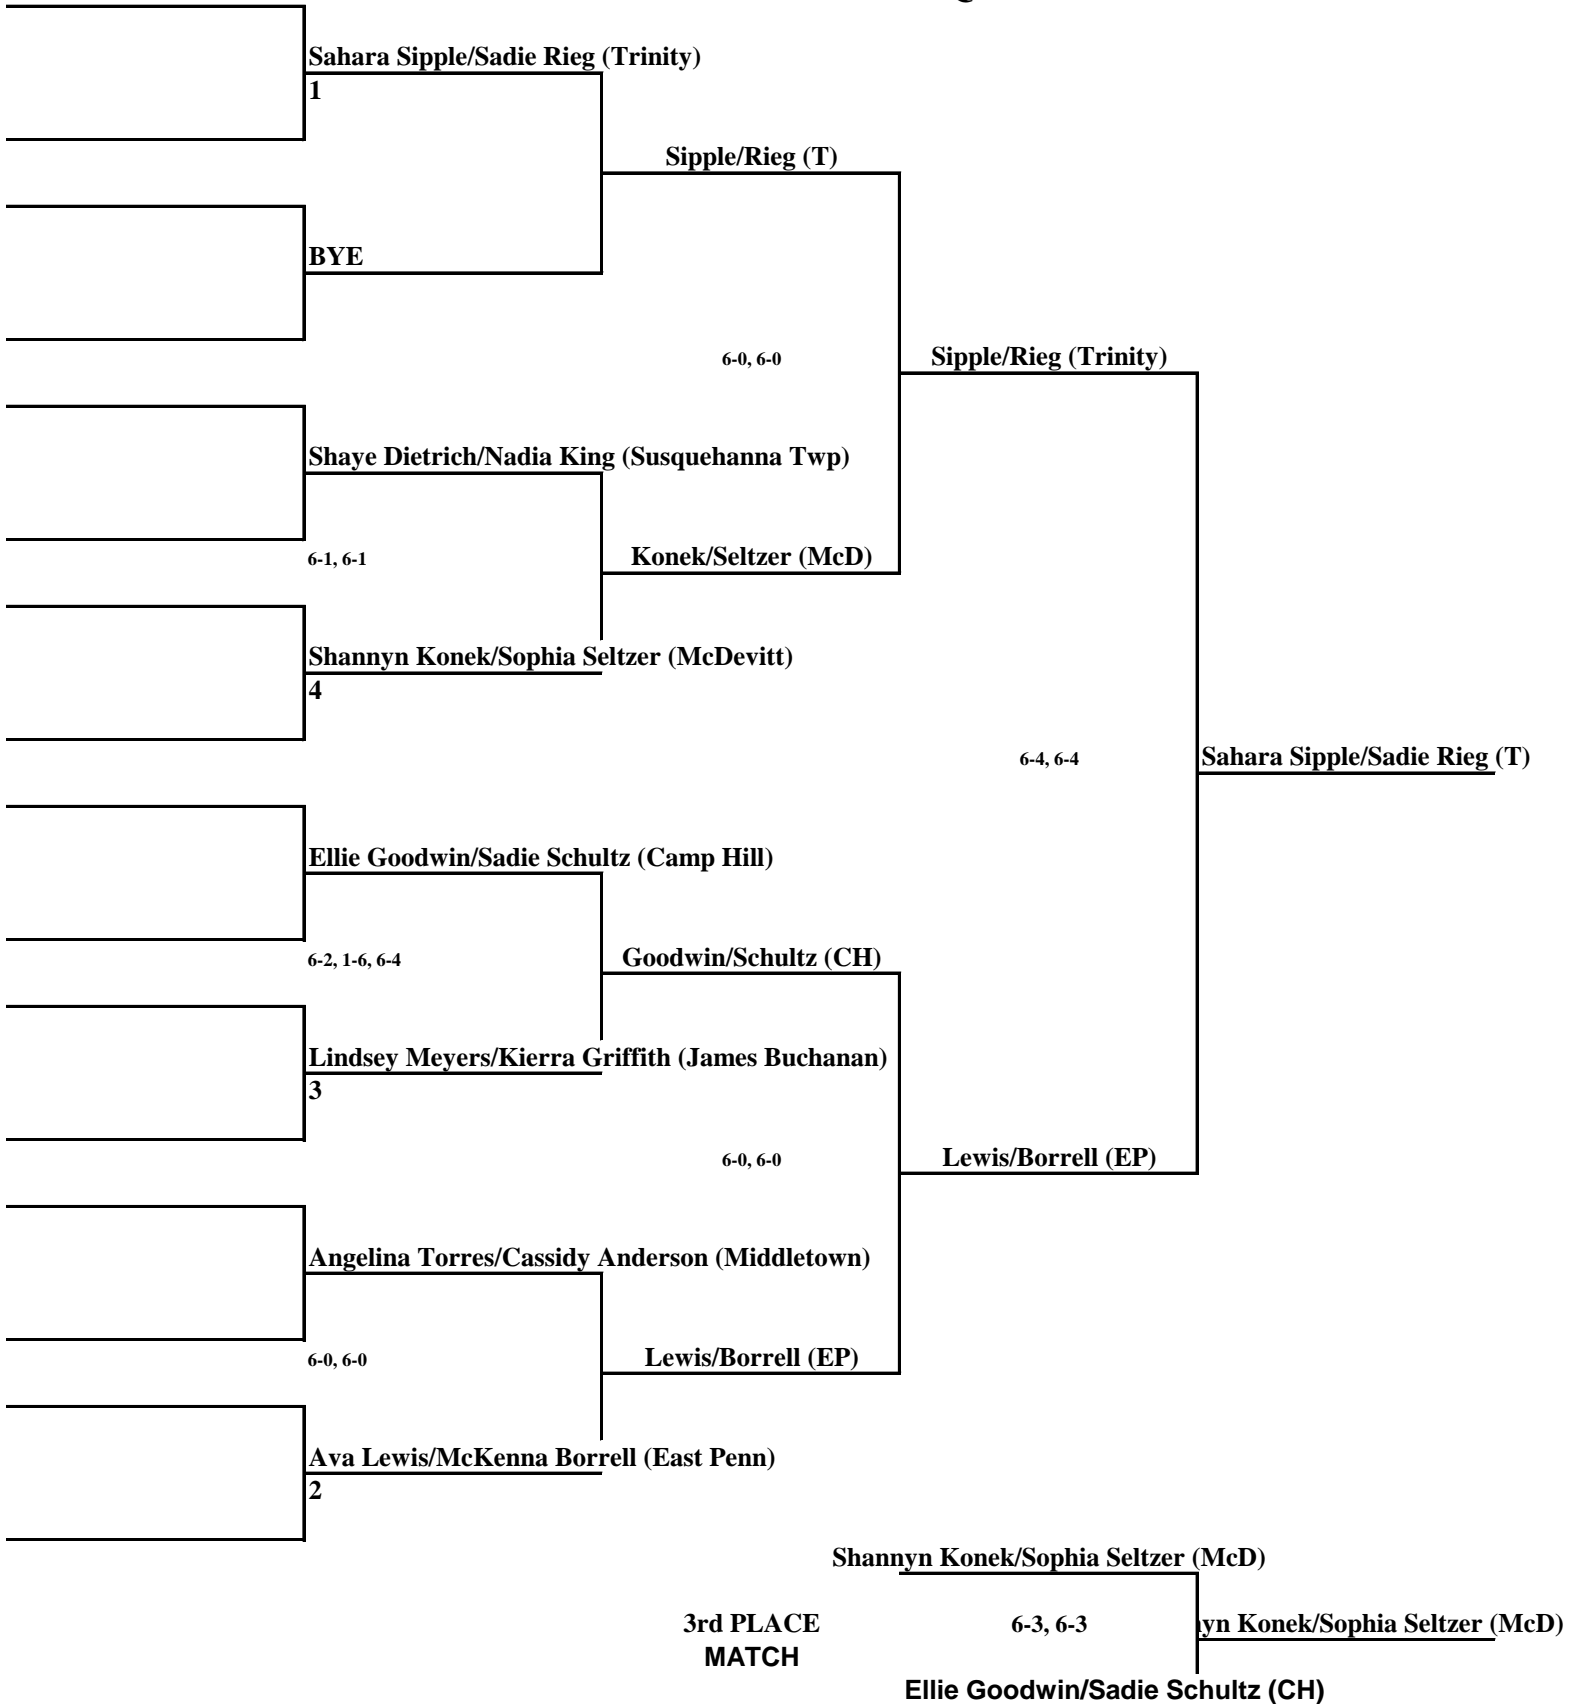 Sahara Sipple/Sadie Rieg (Trinity)
1
Sipple/Rieg (T)
BYE
6-0, 6-0
Sipple/Rieg (Trinity)
Shaye Dietrich/Nadia King (Susquehanna Twp)
6-1, 6-1
Konek/Seltzer (McD)
Shannyn Konek/Sophia Seltzer (McDevitt)
4
6-4, 6-4
Sahara Sipple/Sadie Rieg (T)
Ellie Goodwin/Sadie Schultz (Camp Hill)
6-2, 1-6, 6-4
Goodwin/Schultz (CH)
Lindsey Meyers/Kierra Griffith (James Buchanan)
3
6-0, 6-0
Lewis/Borrell (EP)
Angelina Torres/Cassidy Anderson (Middletown)
6-0, 6-0
Lewis/Borrell (EP)
Ava Lewis/McKenna Borrell (East Penn)
2
Shannyn Konek/Sophia Seltzer (McD)
3rd PLACE
MATCH
6-3, 6-3
yn Konek/Sophia Seltzer (McD)
Ellie Goodwin/Sadie Schultz (CH)